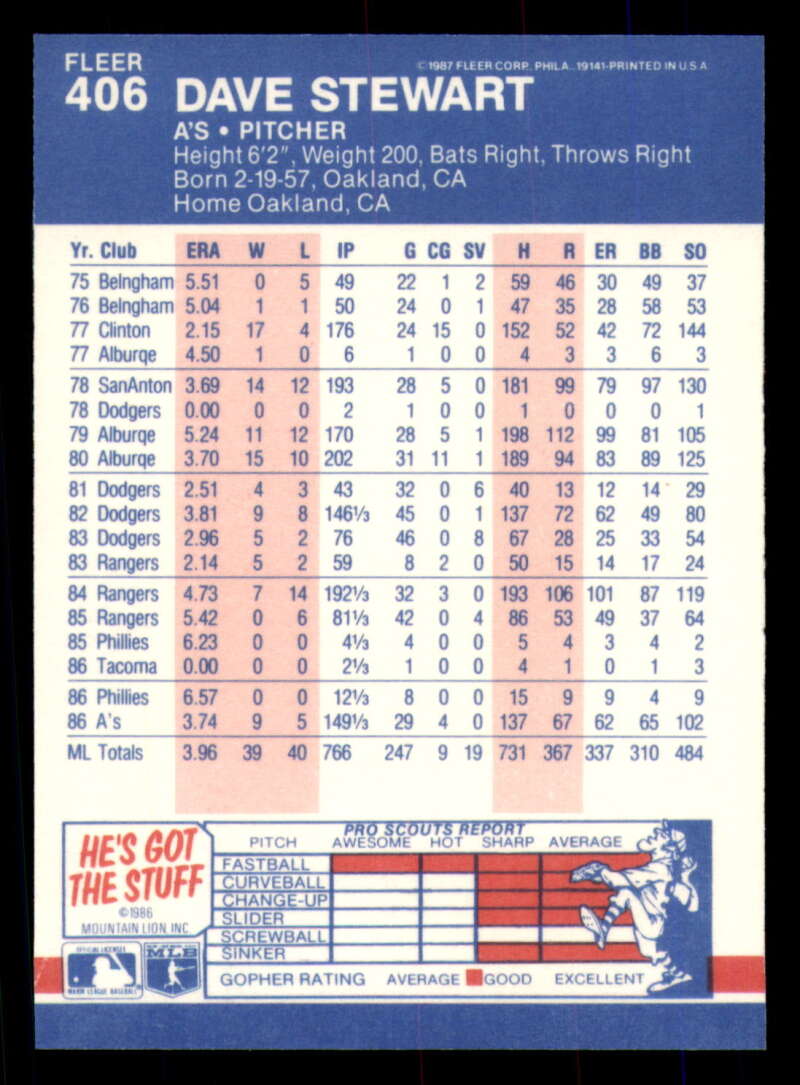 FLEER
406
©1987 FLEER CORP. PHILA. 19141-PRINTED IN U.S.A
DAVE STEWART
A'S • PITCHER
Height 6'2", Weight 200, Bats Right, Throws Right
Born 2-19-57, Oakland, CA
Home Oakland, CA
Yr. Club ERA W L IP G CG SV H R ER BB SO
75 Belngham 5.51 0 5 49 22 1 2 59 46 30 49 37
76 Belngham 5.04 1 1 50 24 0 1 47 35 28 58 53
77 Clinton 2.15 17 4 176 24 15 0 152 52 42 72 144
77 Alburqe 4.50 1 0 6 1 0 0 4 3 3 6 3
78 SanAnton 3.69 14 12 193 28 5 0 181 99 79 97 130
78 Dodgers 0.00 0 0 2 1 0 0 1 0 0 0 1
79 Alburqe 5.24 11 12 170 28 5 1 198 112 99 81 105
80 Alburqe 3.70 15 10 202 31 11 1 189 94 83 89 125
81 Dodgers 2.51 4 3 43 32 0 6 40 13 12 14 29
82 Dodgers 3.81 9 8 146⅓ 45 0 1 137 72 62 49 80
83 Dodgers 2.96 5 2 76 46 0 8 67 28 25 33 54
83 Rangers 2.14 5 2 59 8 2 0 50 15 14 17 24
84 Rangers 4.73 7 14 192⅓ 32 3 0 193 106 101 87 119
85 Rangers 5.42 0 6 81⅓ 42 0 4 86 53 49 37 64
85 Phillies 6.23 0 0 4⅓ 4 0 0 5 4 3 4 2
86 Tacoma 0.00 0 0 2⅓ 1 0 0 4 1 0 1 3
86 Phillies 6.57 0 0 12⅓ 8 0 0 15 9 9 4 9
86 A's 3.74 9 5 149⅓ 29 4 0 137 67 62 65 102
ML Totals 3.96 39 40 766 247 9 19 731 367 337 310 484
HE'S GOT
THE STUFF
©1986
MOUNTAIN LION, INC.
OFFICIAL LICENSEE
MAJOR LEAGUE BASEBALL
MLB
PRO SCOUTS REPORT
PITCH AWESOME HOT SHARP AVERAGE
FASTBALL
CURVEBALL
CHANGE-UP
SLIDER
SCREWBALL
SINKER
GOPHER RATING AVERAGE GOOD EXCELLENT